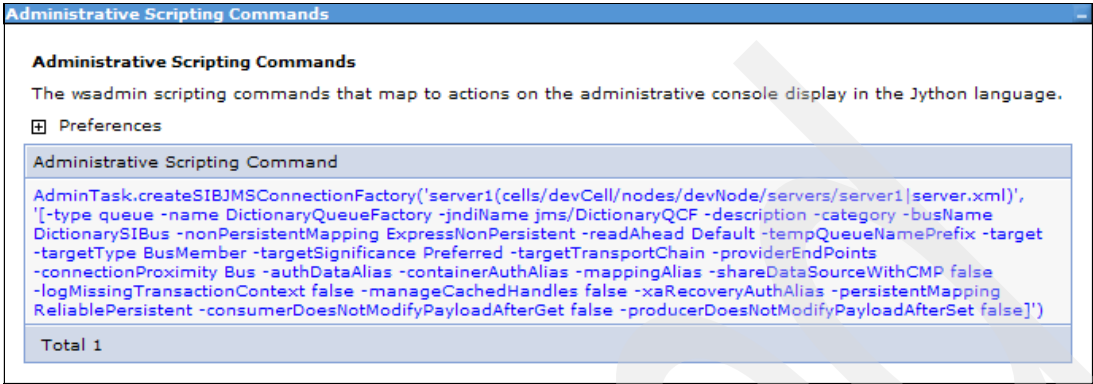 Administrative Scripting Commands
Administrative Scripting Commands
The wsadmin scripting commands that map to actions on the administrative console display in the Jython language.
Preferences
Administrative Scripting Command
AdminTask.createSIBJMSConnectionFactory('server1(cells/devCell/nodes/devNode/servers/server1|server.xml)',
'[-type queue -name DictionaryQueueFactory -jndiName jms/DictionaryQCF -description -category -busName
DictionarySIBus -nonPersistentMapping ExpressNonPersistent -readAhead Default -tempQueueNamePrefix -target
-targetType BusMember -targetSignificance Preferred -targetTransportChain -providerEndPoints
-connectionProximity Bus -authDataAlias -containerAuthAlias -mappingAlias -shareDataSourceWithCMP false
-logMissingTransactionContext false -manageCachedHandles false -xaRecoveryAuthAlias -persistentMapping
ReliablePersistent -consumerDoesNotModifyPayloadAfterGet false -producerDoesNotModifyPayloadAfterSet false]')
Total 1